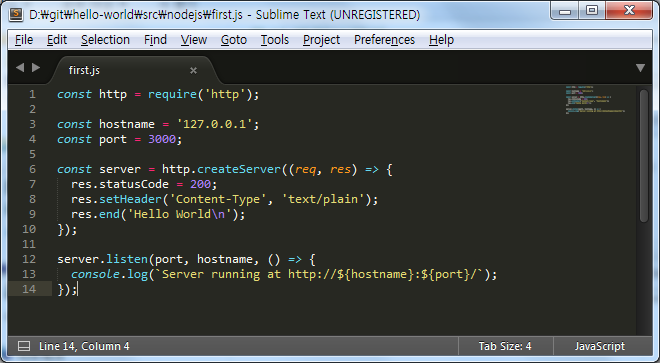 D:₩git₩hello-world₩src₩nodejs₩first.js - Sublime Text (UNREGISTERED)
File Edit Selection Find View Goto Tools Project Preferences Help
first.js
1 const http = require('http');
2
3 const hostname = '127.0.0.1';
4 const port = 3000;
5
6 const server = http.createServer((req, res) => {
7   res.statusCode = 200;
8   res.setHeader('Content-Type', 'text/plain');
9   res.end('Hello World\n');
10 });
11
12 server.listen(port, hostname, () => {
13   console.log(`Server running at http://${hostname}:${port}/`);
14 });
Line 14, Column 4 Tab Size: 4 JavaScript